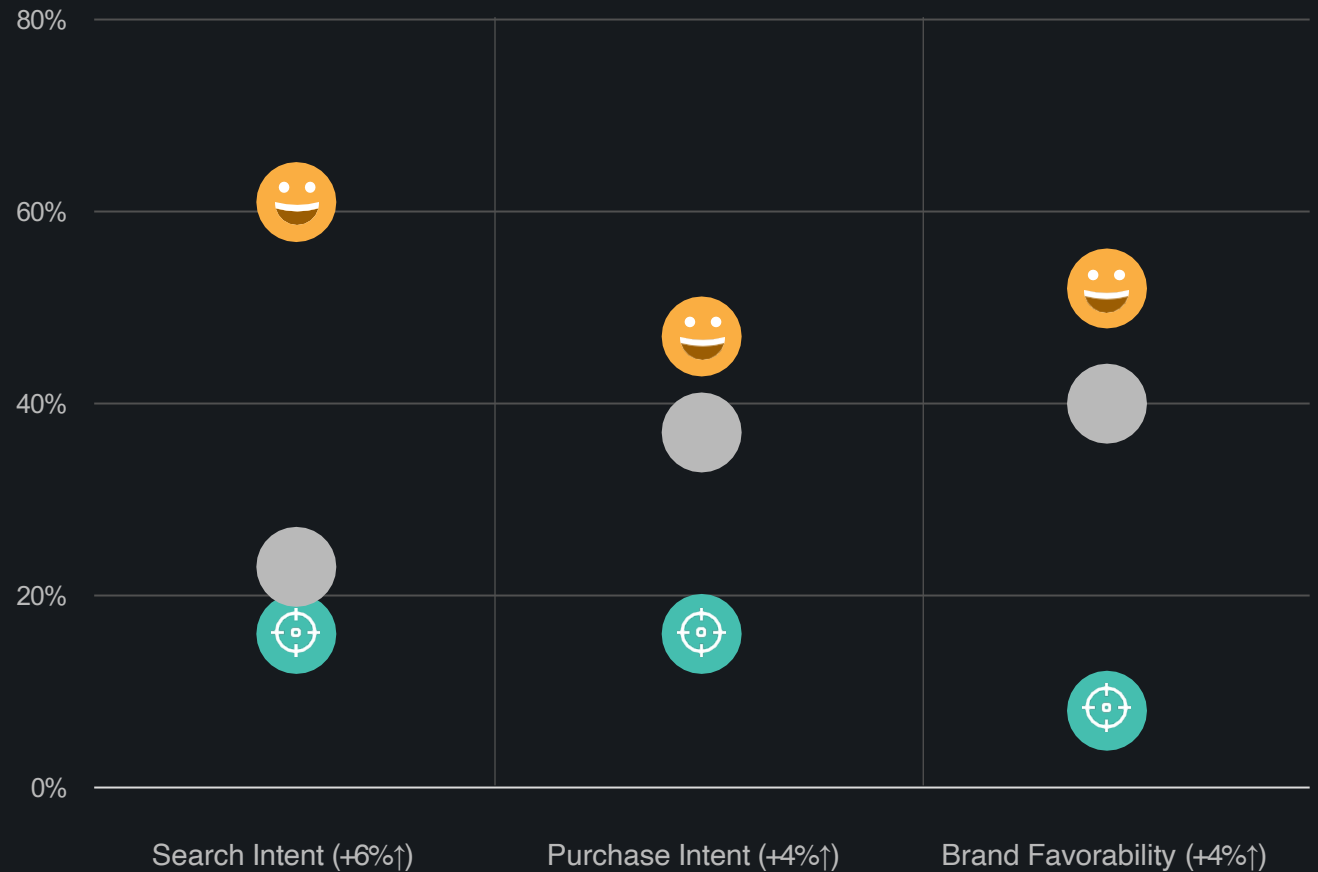 80%
60%
40%
20%
0%
Search Intent (+6%↑)
Purchase Intent (+4%↑)
Brand Favorability (+4%↑)